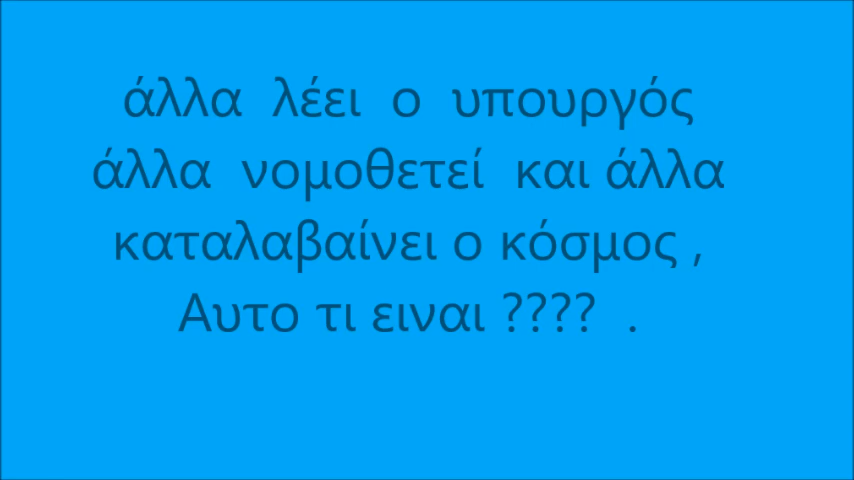 άλλα λέει ο υπουργός
άλλα νομοθετεί και άλλα
καταλαβαίνει ο κόσμος ,
Αυτο τι ειναι ???? .